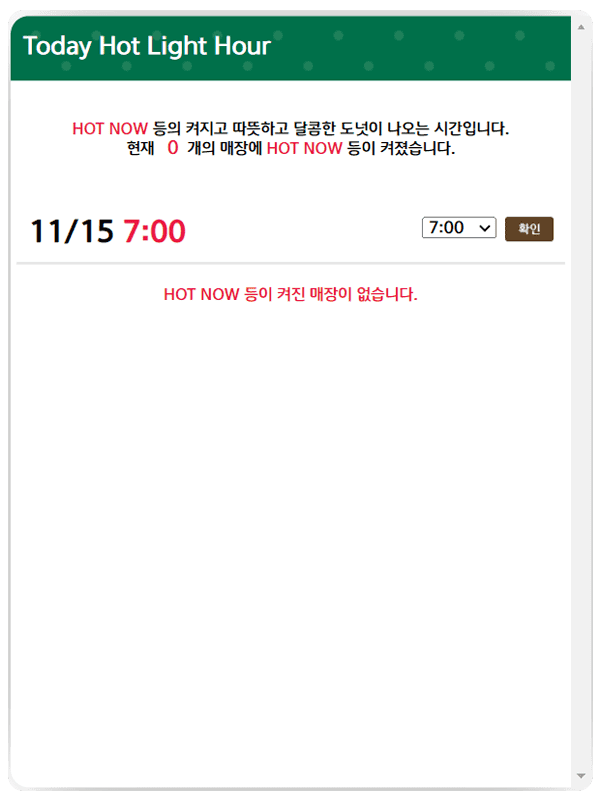 Today Hot Light Hour
HOT NOW 등의 켜지고 따뜻하고 달콤한 도넛이 나오는 시간입니다.
현재 0 개의 매장에 HOT NOW 등이 켜졌습니다.
11/15 7:00 7:00 확인
HOT NOW 등이 켜진 매장이 없습니다.